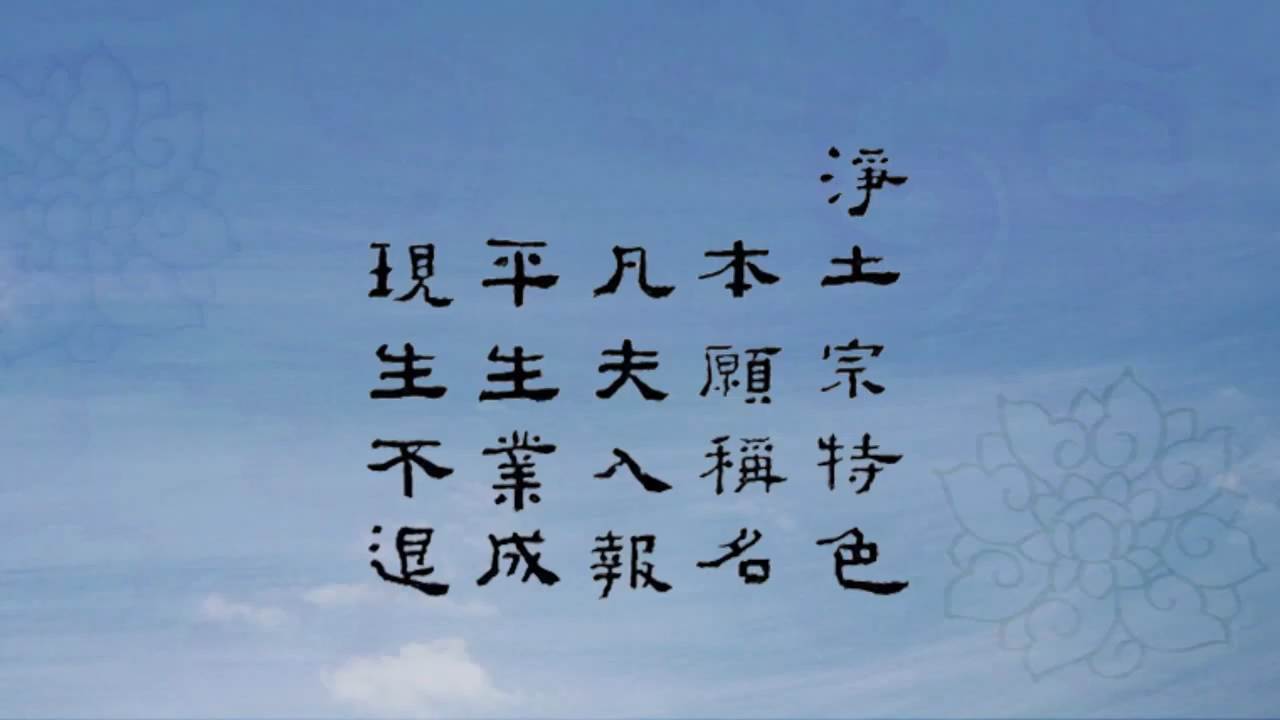 淨土宗特色
本願稱名
凡夫入報
平生業成
現生不退